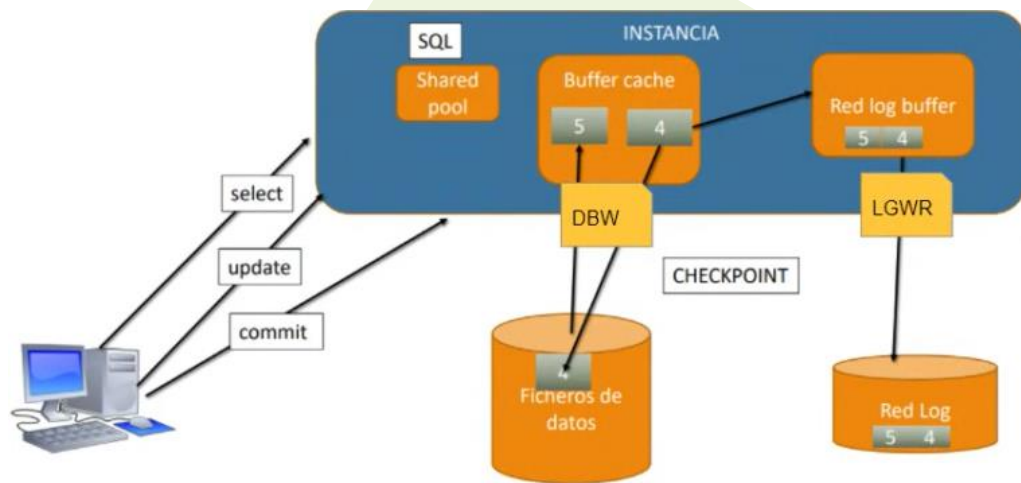 INSTANCIA
SQL
Shared
pool
Buffer cache
5
4
Red log buffer
5 4
select
update
commit
DBW
LGWR
CHECKPOINT
4
Ficheros de
datos
Red Log
5 4